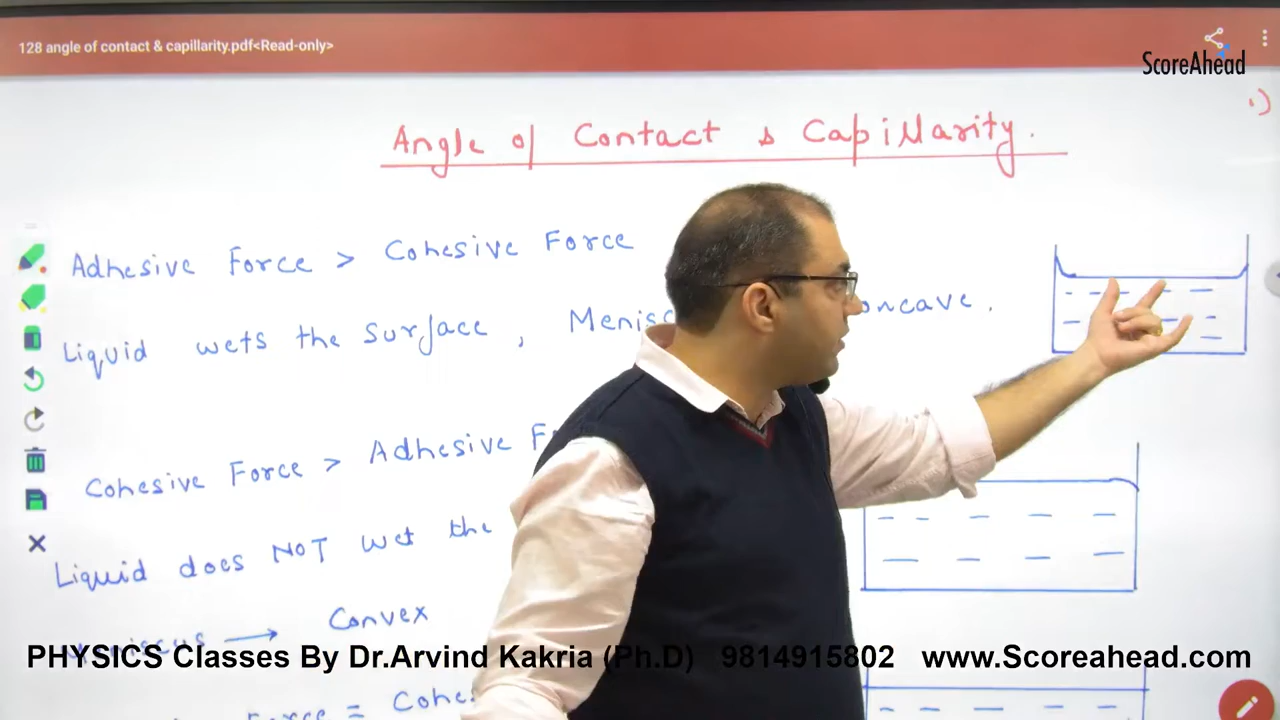 128 angle of contact & capillarity.pdf<Read-only>
ScoreAhead
Angle of Contact & Capillarity.
Adhesive Force > Cohesive Force
Liquid wets the surface, oncave.
Cohesive Force > Adhesive
Liquid does NOT wet the
→ Convex
PHYSICS Classes By Dr.Arvind Kakria (Ph.D) 9814915802 www.Scoreahead.com
= Cohes